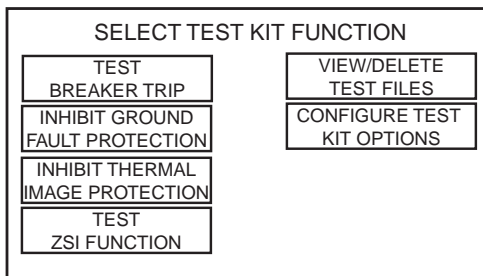 SELECT TEST KIT FUNCTION
TEST
BREAKER TRIP
INHIBIT GROUND
FAULT PROTECTION
INHIBIT THERMAL
IMAGE PROTECTION
TEST
ZSI FUNCTION
VIEW/DELETE
TEST FILES
CONFIGURE TEST
KIT OPTIONS